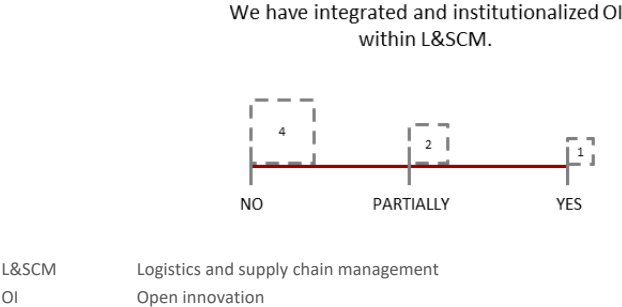 We have integrated and institutionalized OI
within L&SCM.
4
2
1
NO PARTIALLY YES
L&SCM Logistics and supply chain management
OI Open innovation